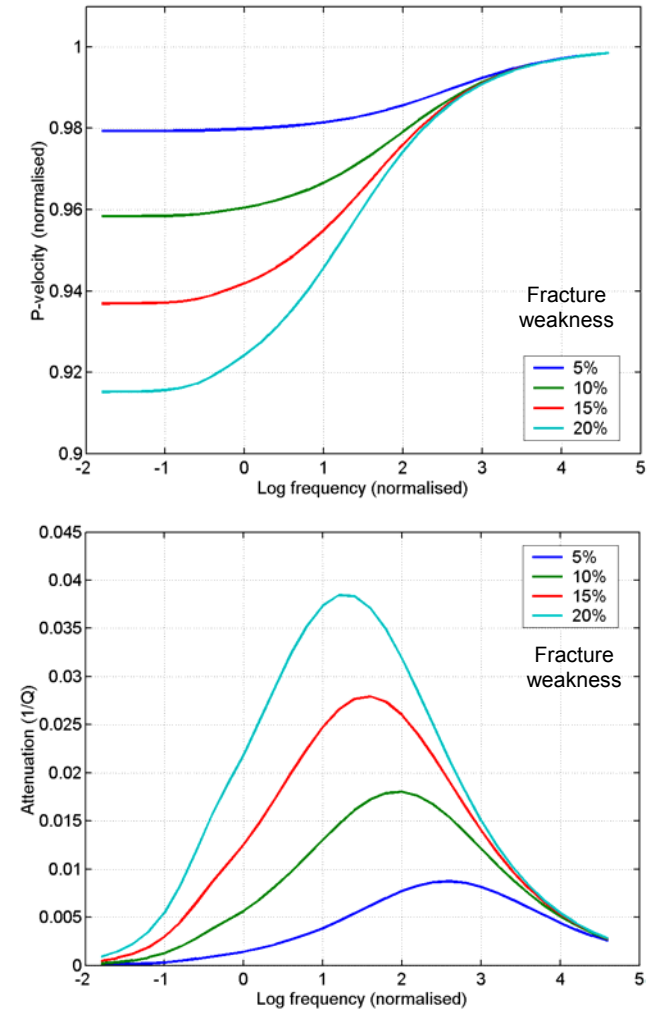 1
0.98
0.96
0.94
0.92
0.9
P-velocity (normalised)
-2 -1 0 1 2 3 4 5
Log frequency (normalised)
Fracture
weakness
5%
10%
15%
20%
0.045
0.04
0.035
0.03
0.025
0.02
0.015
0.01
0.005
0
Attenuation (1/Q)
-2 -1 0 1 2 3 4 5
Log frequency (normalised)
5%
10%
15%
20%
Fracture
weakness